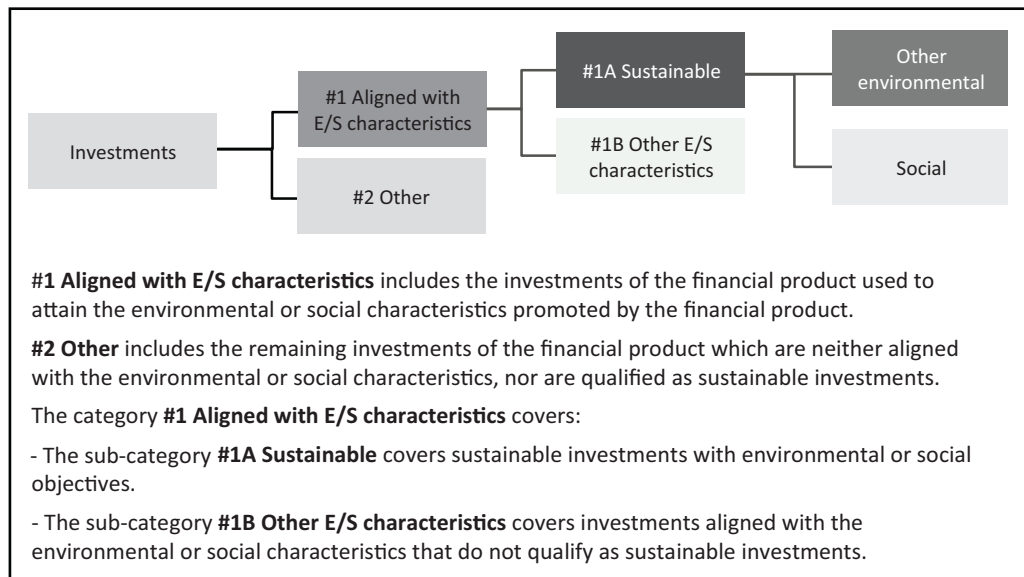 Investments
#1 Aligned with
E/S characteristics
#2 Other
#1A Sustainable
#1B Other E/S
characteristics
Other
environmental
Social
#1 Aligned with E/S characteristics includes the investments of the financial product used to
attain the environmental or social characteristics promoted by the financial product.
#2 Other includes the remaining investments of the financial product which are neither aligned
with the environmental or social characteristics, nor are qualified as sustainable investments.
The category #1 Aligned with E/S characteristics covers:
- The sub-category #1A Sustainable covers sustainable investments with environmental or social
objectives.
- The sub-category #1B Other E/S characteristics covers investments aligned with the
environmental or social characteristics that do not qualify as sustainable investments.